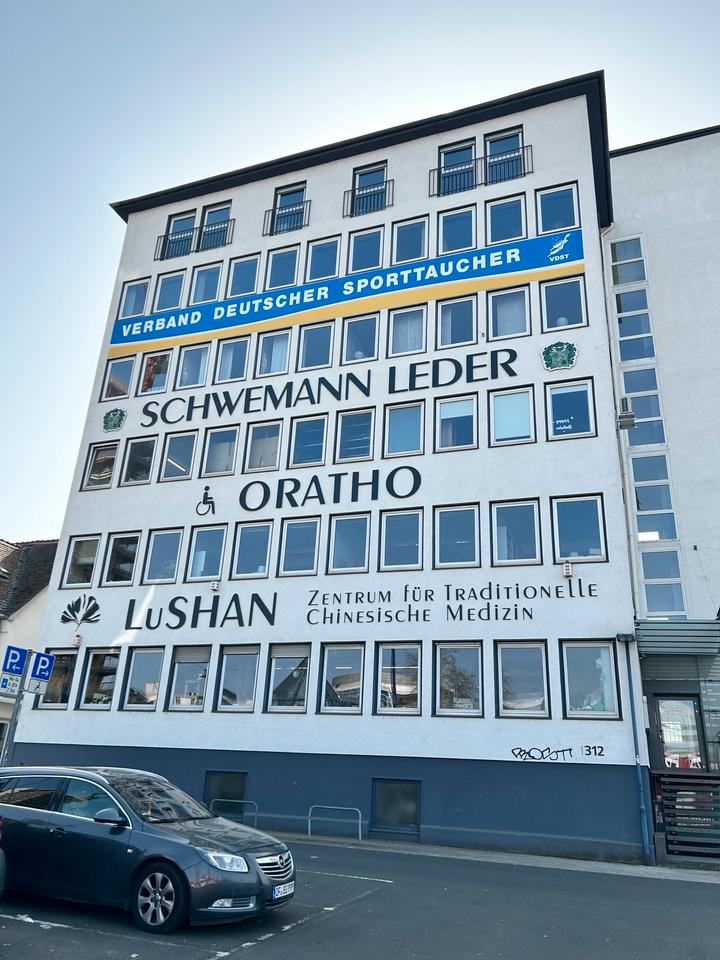 VERBAND DEUTSCHER SPORTTAUCHER
VDST
SCHWEMANN LEDER
ORATHO
LuSHAN
Zentrum für Traditionelle
Chinesische Medizin
P
P
312